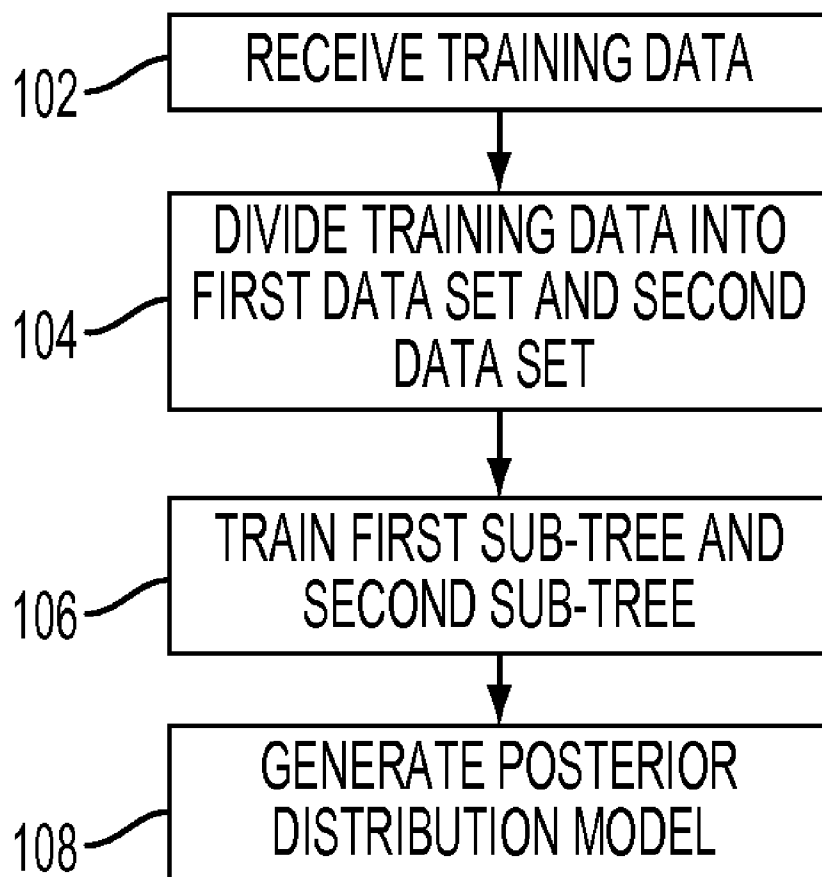 102
RECEIVE TRAINING DATA
104
DIVIDE TRAINING DATA INTO
FIRST DATA SET AND SECOND
DATA SET
106
TRAIN FIRST SUB-TREE AND
SECOND SUB-TREE
108
GENERATE POSTERIOR
DISTRIBUTION MODEL